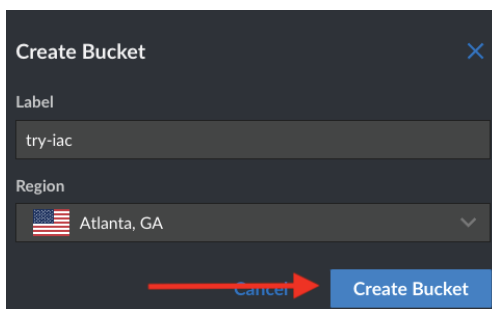 Create Bucket
Label
try-iac
Region
Atlanta, GA
Cancel
Create Bucket